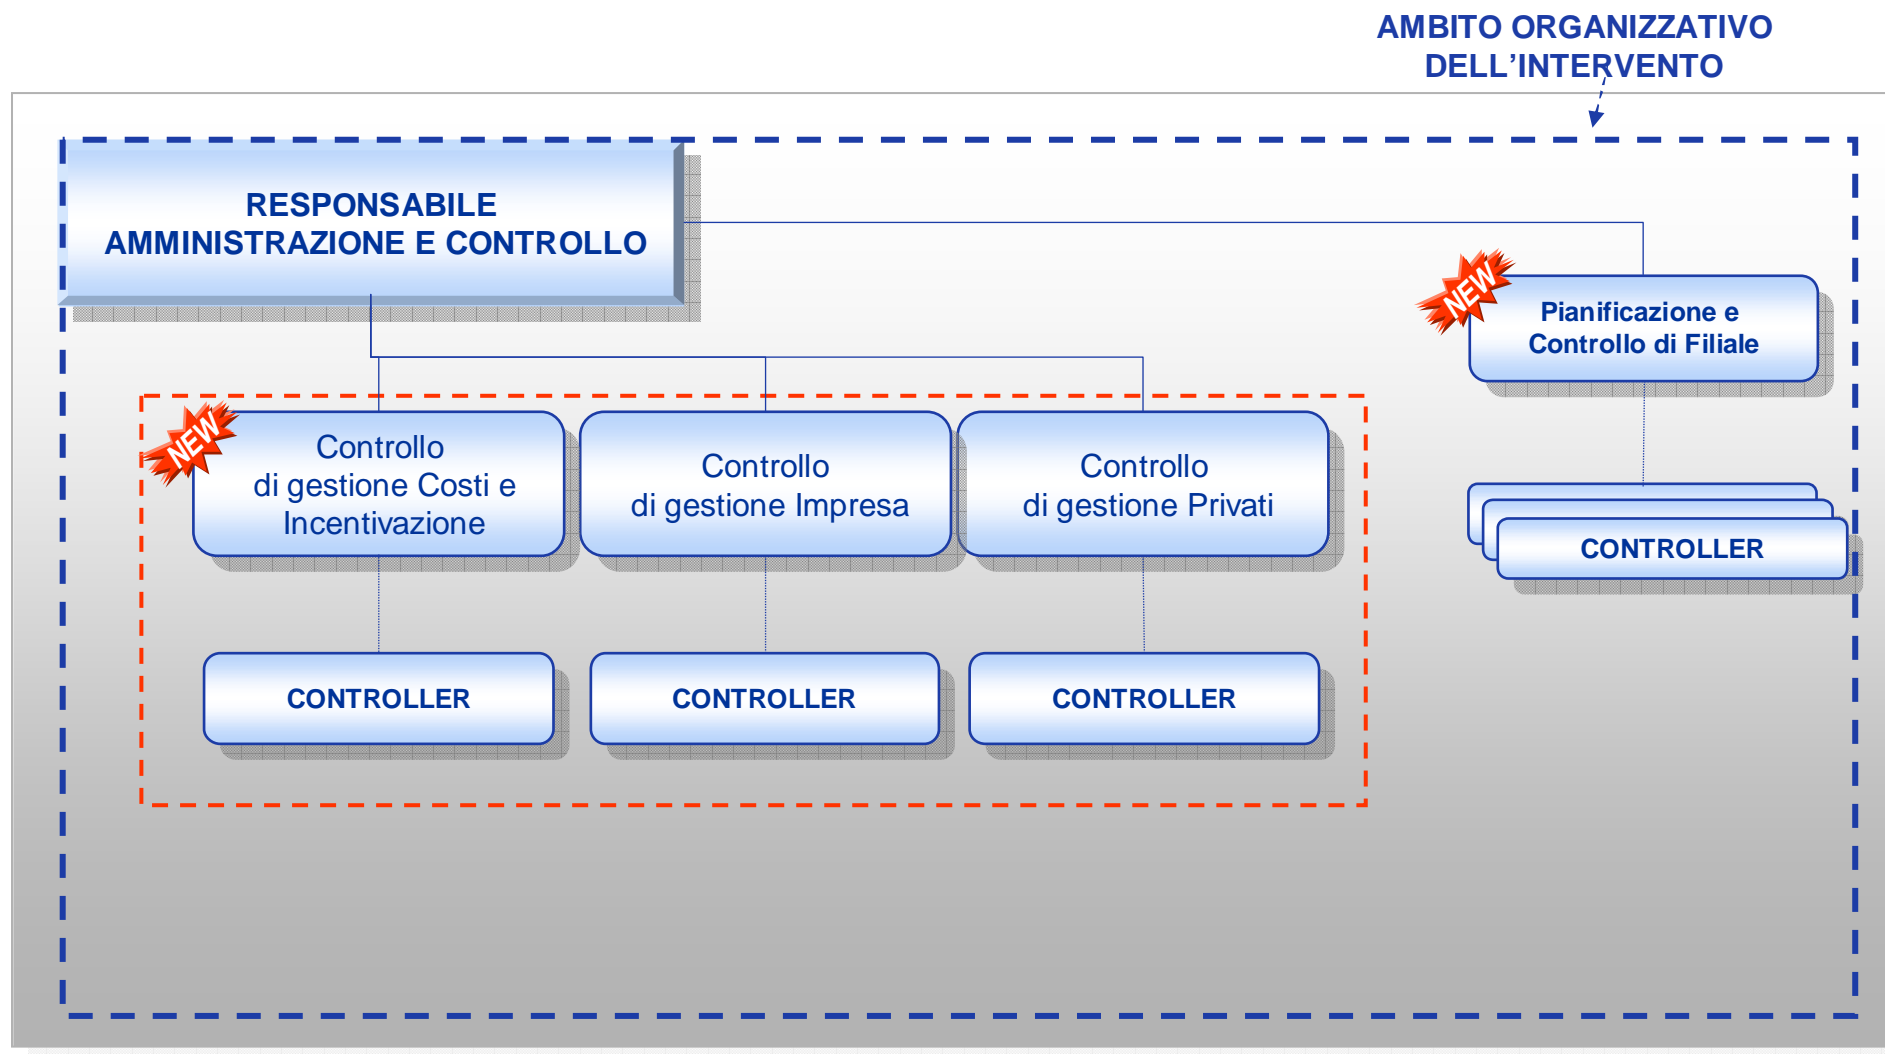 AMBITO ORGANIZZATIVO
DELL’INTERVENTO
RESPONSABILE
AMMINISTRAZIONE E CONTROLLO
NEW
Pianificazione e
Controllo di Filiale
NEW
Controllo
di gestione Costi e
Incentivazione
Controllo
di gestione Impresa
Controllo
di gestione Privati
CONTROLLER
CONTROLLER
CONTROLLER
CONTROLLER